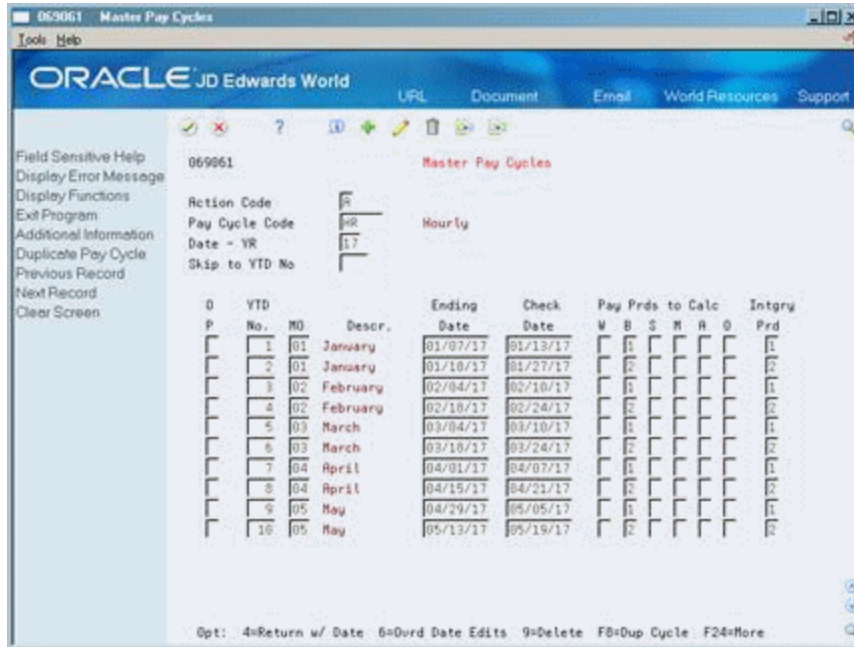 069061 Master Pay Cycles
Tools Help
ORACLE JD Edwards World
URL Document Email World Resources Support
Field Sensitive Help
Display Error Message
Display Functions
Exit Program
Additional Information
Duplicate Pay Cycle
Previous Record
Next Record
Clear Screen
069061 Master Pay Cycles
Action Code A
Pay Cycle Code HR Hourly
Date - YR 17
Skip to YTD No
O YTD Ending Check Pay Prds to Calc Intgry
P No. MO Descr. Date Date W B S M A O Prd
1 01 January 01/07/17 01/13/17 1 1
2 01 January 01/18/17 01/27/17 2 2
3 02 February 02/04/17 02/10/17 1 1
4 02 February 02/18/17 02/24/17 2 2
5 03 March 03/04/17 03/10/17 1 1
6 03 March 03/18/17 03/24/17 2 2
7 04 April 04/01/17 04/07/17 1 1
8 04 April 04/15/17 04/21/17 2 2
9 05 May 04/29/17 05/05/17 1 1
10 05 May 05/13/17 05/19/17 2 2
Opt: 4=Return w/ Date 6=Ovrd Date Edits 9=Delete F8=Dup Cycle F24=More